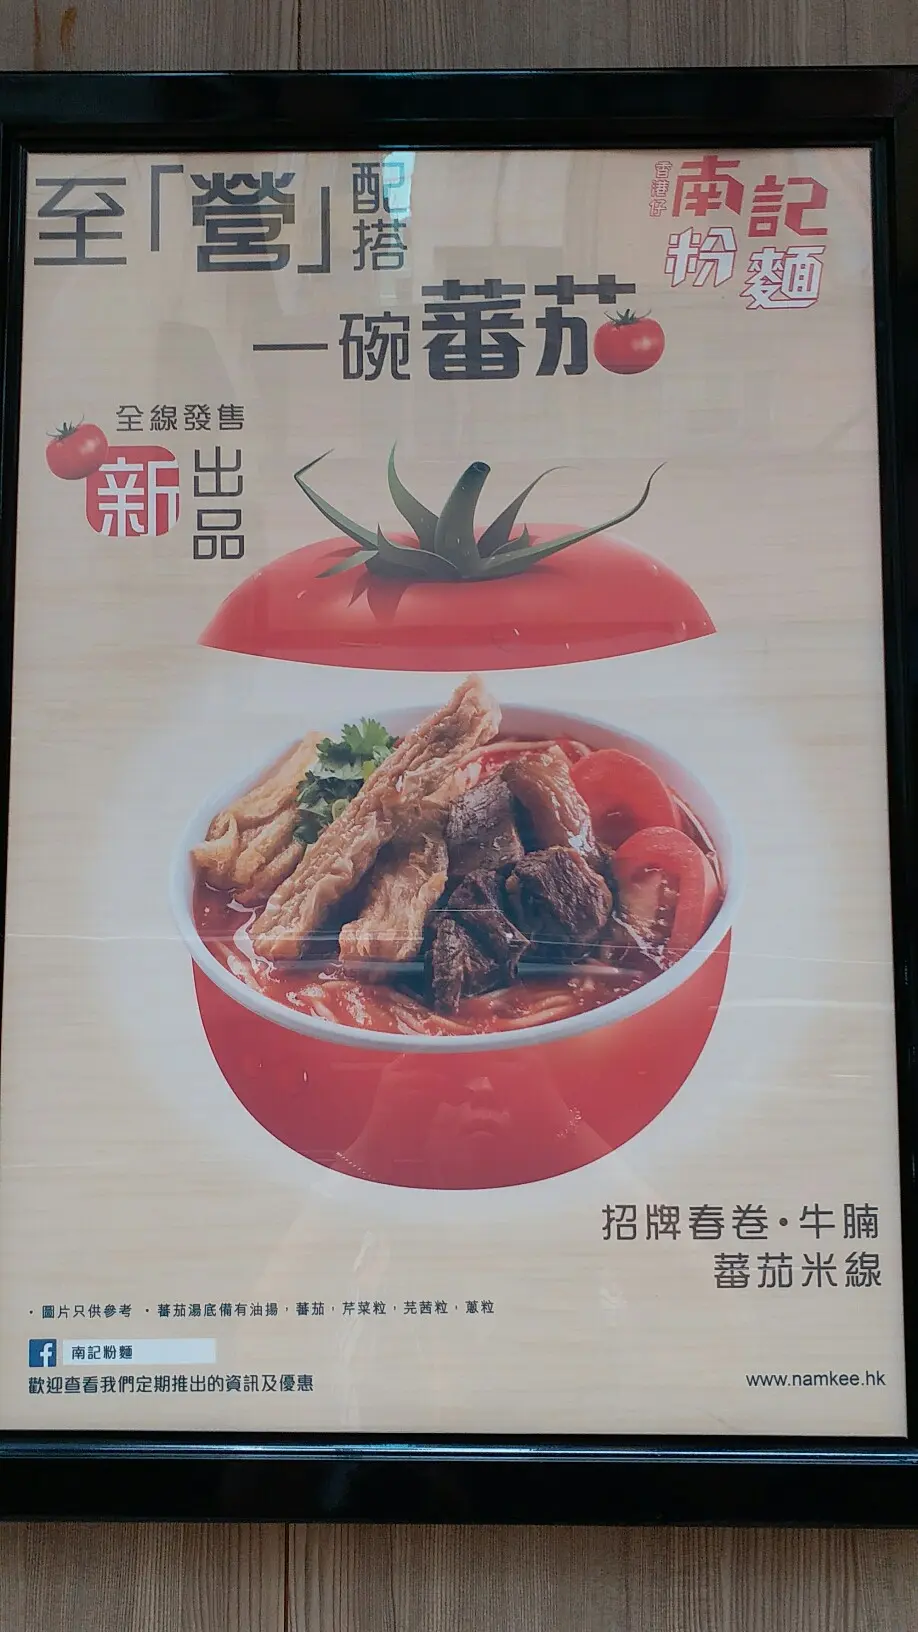 至「營」配搭
一碗蕃茄
香港仔
南記
粉麵
全線發售
新出品
招牌春卷・牛腩
蕃茄米線
・圖片只供參考 ・蕃茄湯底備有油揚，蕃茄，芹菜粒，芫茜粒，蔥粒
南記粉麵
歡迎查看我們定期推出的資訊及優惠
www.namkee.hk